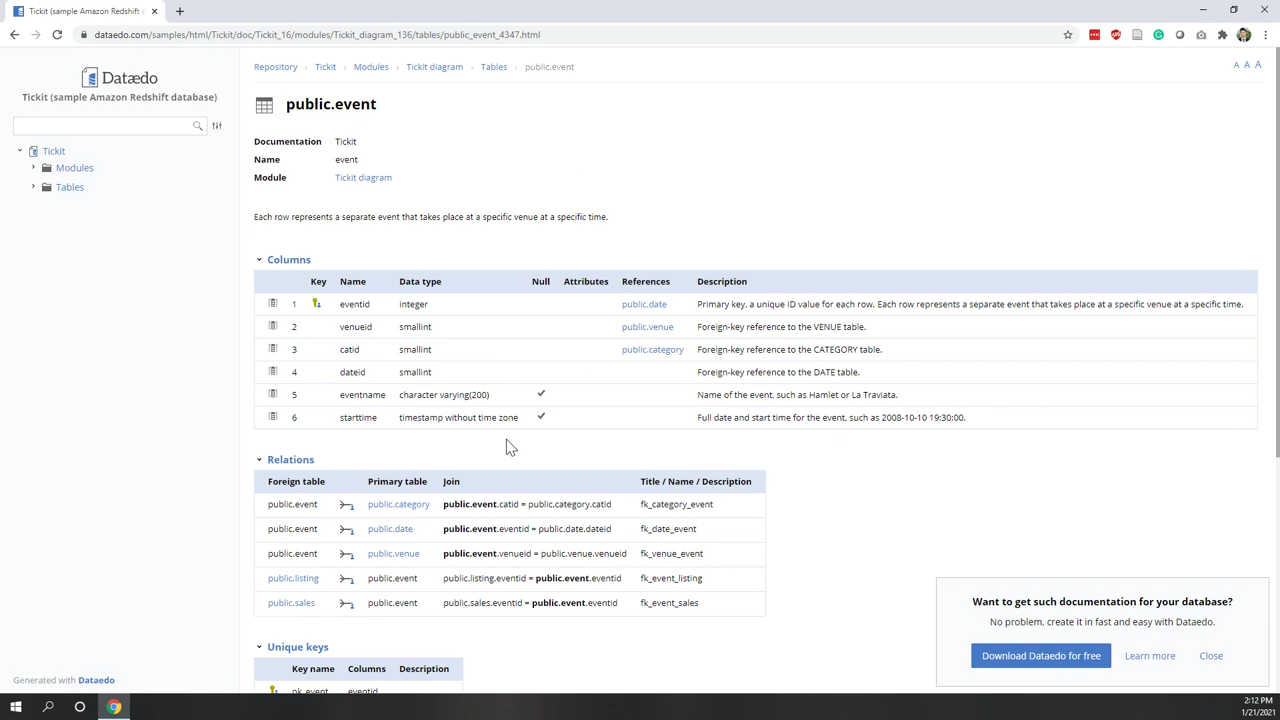 Tickit (sample Amazon Redshift d
dataedo.com/samples/html/Tickit/doc/Tickit_16/modules/Tickit_diagram_136/tables/public_event_4347.html
Dataedo
Tickit (sample Amazon Redshift database)
Tickit
Modules
Tables
Generated with Dataedo
Repository › Tickit › Modules › Tickit diagram › Tables › public.event
A A A
public.event
Documentation Tickit
Name event
Module Tickit diagram
Each row represents a separate event that takes place at a specific venue at a specific time.
Columns
Key Name Data type Null Attributes References Description
1 eventid integer public.date Primary key, a unique ID value for each row. Each row represents a separate event that takes place at a specific venue at a specific time.
2 venueid smallint public.venue Foreign-key reference to the VENUE table.
3 catid smallint public.category Foreign-key reference to the CATEGORY table.
4 dateid smallint Foreign-key reference to the DATE table.
5 eventname character varying(200) ✓ Name of the event, such as Hamlet or La Traviata.
6 starttime timestamp without time zone ✓ Full date and start time for the event, such as 2008-10-10 19:30:00.
Relations
Foreign table Primary table Join Title / Name / Description
public.event public.category public.event.catid = public.category.catid fk_category_event
public.event public.date public.event.eventid = public.date.dateid fk_date_event
public.event public.venue public.event.venueid = public.venue.venueid fk_venue_event
public.listing public.event public.listing.eventid = public.event.eventid fk_event_listing
public.sales public.event public.sales.eventid = public.event.eventid fk_event_sales
Unique keys
Key name Columns Description
pk_event eventid
Want to get such documentation for your database?
No problem, create it in fast and easy with Dataedo.
Download Dataedo for free Learn more Close
2:12 PM
1/21/2021